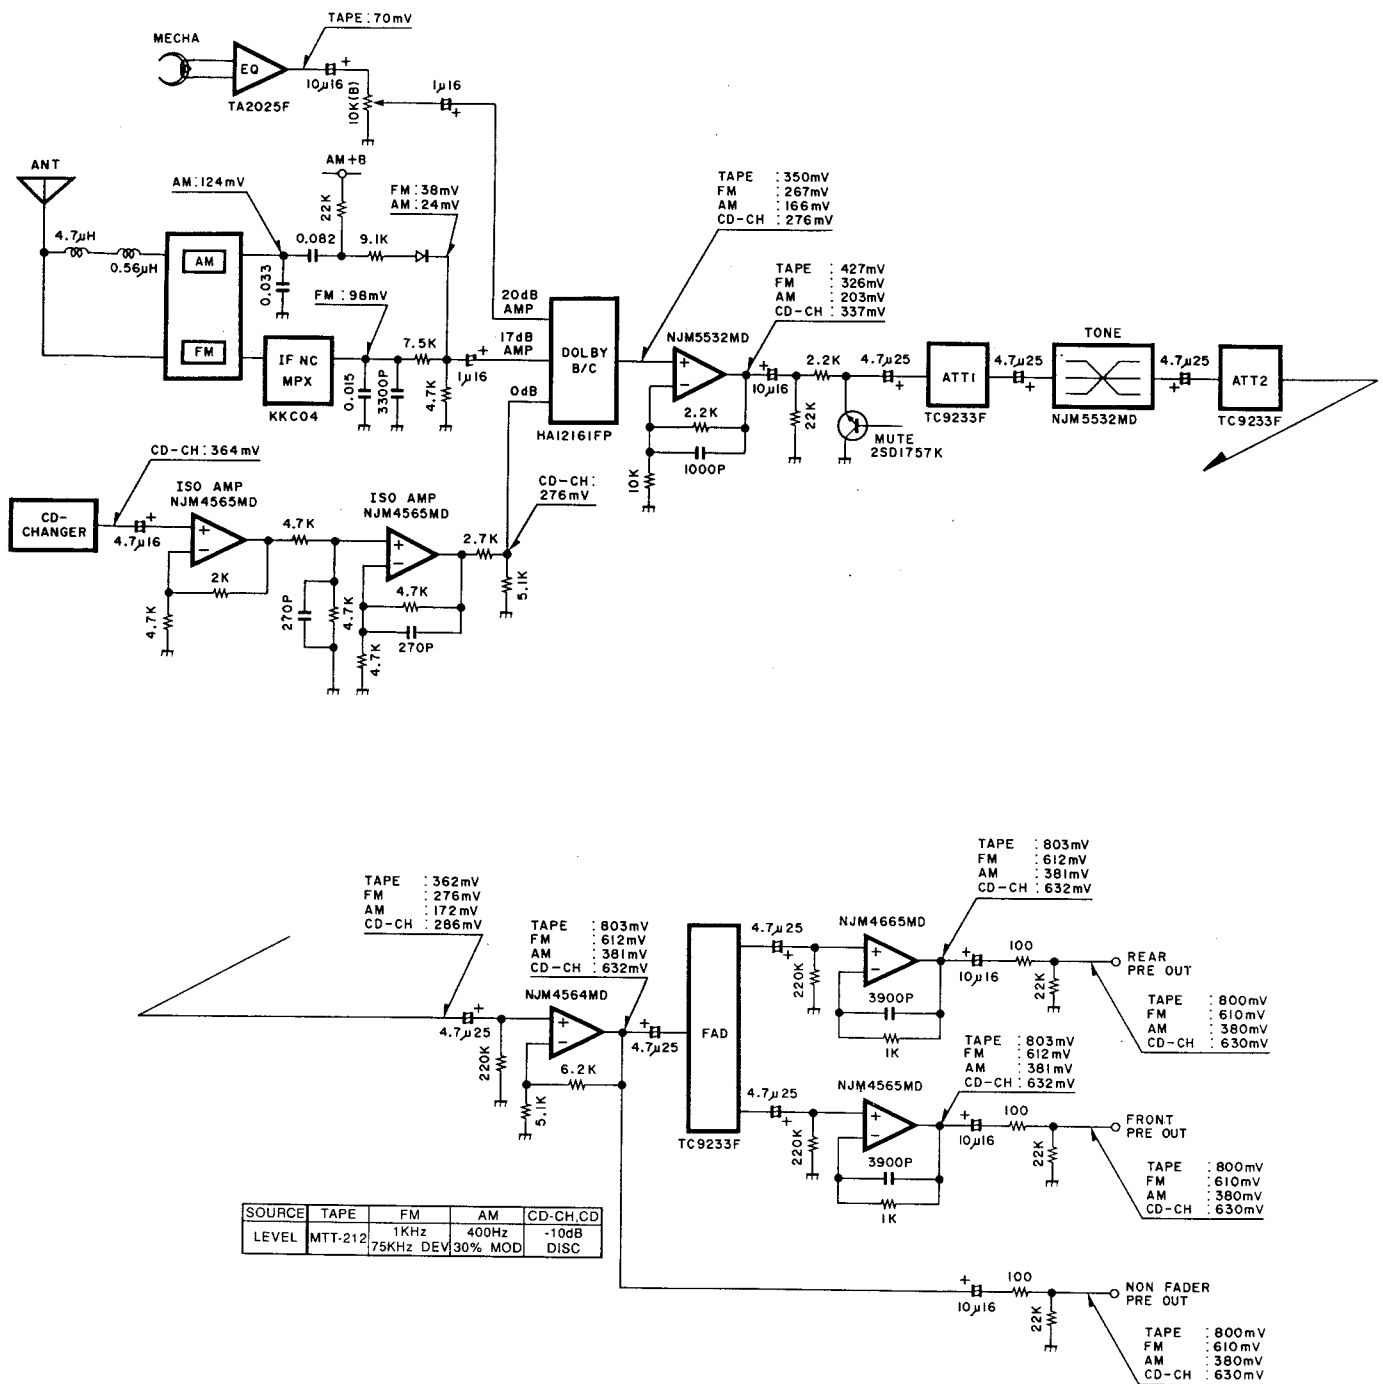 TAPE : 70mV
MECHA
EQ
TA2025F
10µ16
+
10K(B)
1µ16
+
ANT
AM : 124mV
AM+B
22K
FM : 38mV
AM : 24mV
4.7µH
0.56µH
AM
FM
0.082
9.1K
0.033
FM : 98mV
IF NC
MPX
KKC04
0.015
3300P
7.5K
4.7K
+
1µ16
20dB
AMP
17dB
AMP
0dB
DOLBY
B/C
HA12161FP
TAPE : 350mV
FM : 267mV
AM : 166mV
CD-CH : 276mV
TAPE : 427mV
FM : 326mV
AM : 203mV
CD-CH : 337mV
NJM5532MD
+
−
2.2K
1000P
10K
+
10µ16
22K
2.2K
MUTE
2SD1757K
4.7µ25
+
ATT1
TC9233F
4.7µ25
+
TONE
NJM5532MD
4.7µ25
+
ATT2
TC9233F
CD-CH : 364mV
CD-
CHANGER
+
4.7µ16
ISO AMP
NJM4565MD
+
−
2K
4.7K
4.7K
270P
4.7K
ISO AMP
NJM4565MD
+
−
4.7K
270P
4.7K
2.7K
5.1K
CD-CH :
276mV
TAPE : 362mV
FM : 276mV
AM : 172mV
CD-CH : 286mV
+
4.7µ25
220K
TAPE : 803mV
FM : 612mV
AM : 381mV
CD-CH : 632mV
NJM4564MD
+
−
6.2K
5.1K
+
4.7µ25
FAD
TC9233F
4.7µ25
+
220K
NJM4665MD
+
−
3900P
1K
TAPE : 803mV
FM : 612mV
AM : 381mV
CD-CH : 632mV
+
10µ16
100
22K
REAR
PRE OUT
TAPE : 800mV
FM : 610mV
AM : 380mV
CD-CH : 630mV
4.7µ25
+
220K
NJM4565MD
+
−
3900P
1K
TAPE : 803mV
FM : 612mV
AM : 381mV
CD-CH : 632mV
+
10µ16
100
22K
FRONT
PRE OUT
TAPE : 800mV
FM : 610mV
AM : 380mV
CD-CH : 630mV
SOURCE TAPE FM AM CD-CH,CD
LEVEL MTT-212 1KHz 75KHz DEV 400Hz 30% MOD -10dB DISC
+
10µ16
100
22K
NON FADER
PRE OUT
TAPE : 800mV
FM : 610mV
AM : 380mV
CD-CH : 630mV